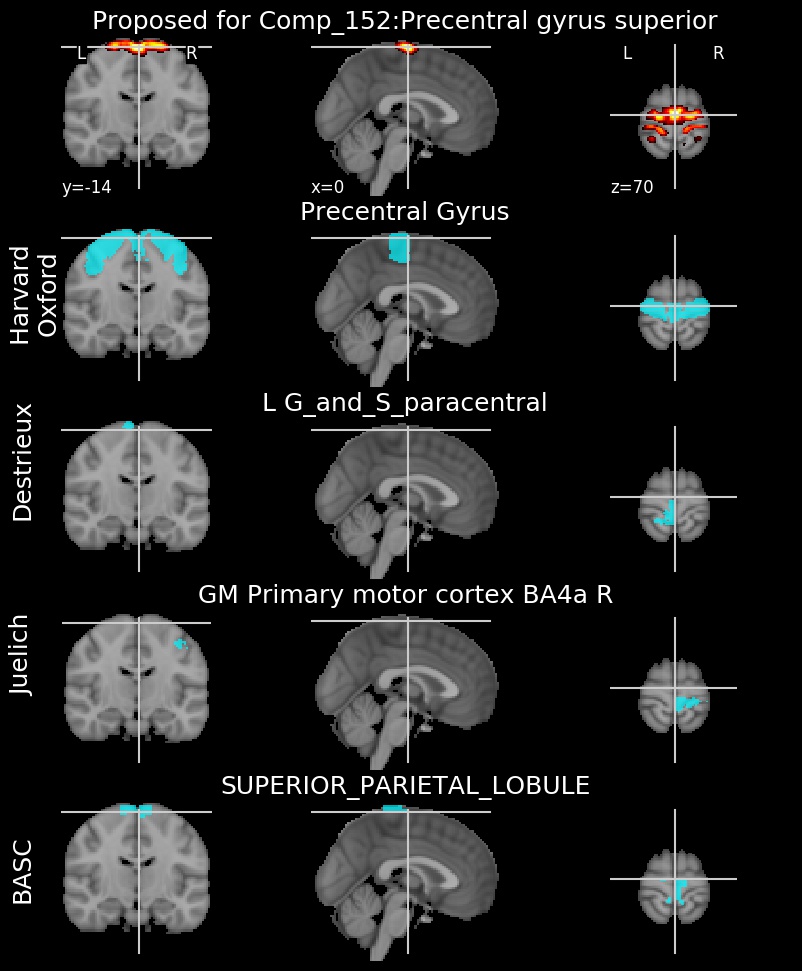 Proposed for Comp_152:Precentral gyrus superior
L R
L R
y=-14
x=0
z=70
Precentral Gyrus
Harvard
Oxford
L G_and_S_paracentral
Destrieux
GM Primary motor cortex BA4a R
Juelich
SUPERIOR_PARIETAL_LOBULE
BASC